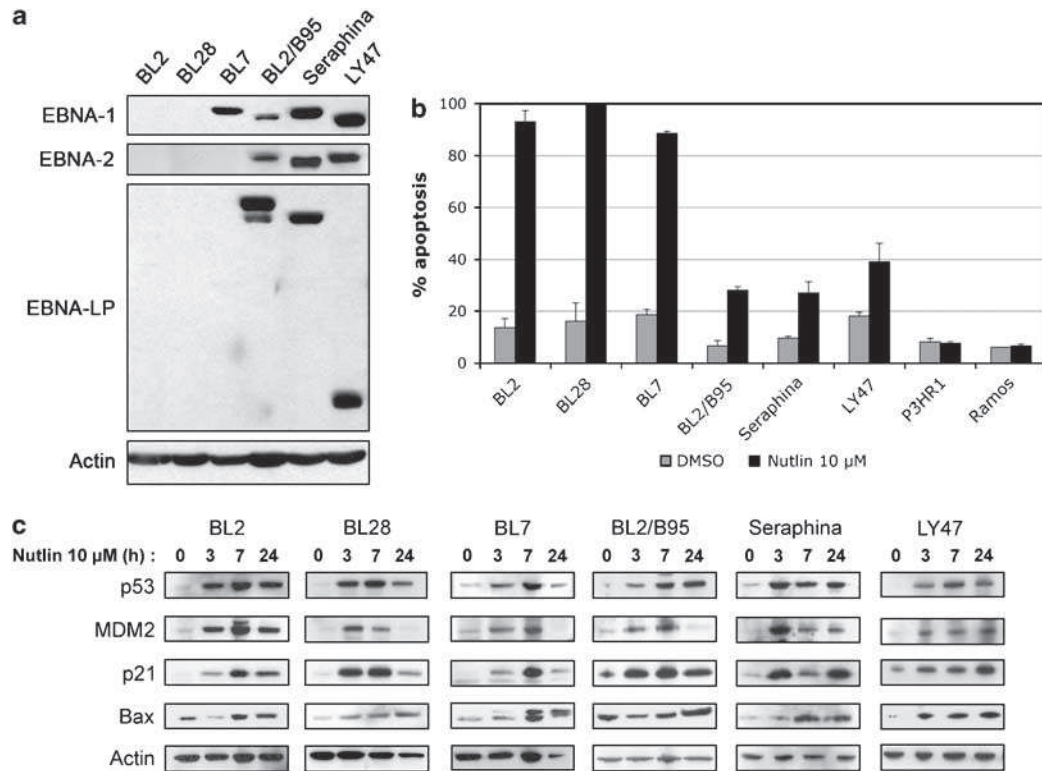 a
BL2 BL28 BL7 BL2/B95 Seraphina LY47
EBNA-1
EBNA-2
EBNA-LP
Actin
b
% apoptosis
100
80
60
40
20
0
BL2 BL28 BL7 BL2/B95 Seraphina LY47 P3HR1 Ramos
DMSO Nutlin 10 µM
c
BL2 BL28 BL7 BL2/B95 Seraphina LY47
Nutlin 10 µM (h) : 0 3 7 24 0 3 7 24 0 3 7 24 0 3 7 24 0 3 7 24 0 3 7 24
p53
MDM2
p21
Bax
Actin